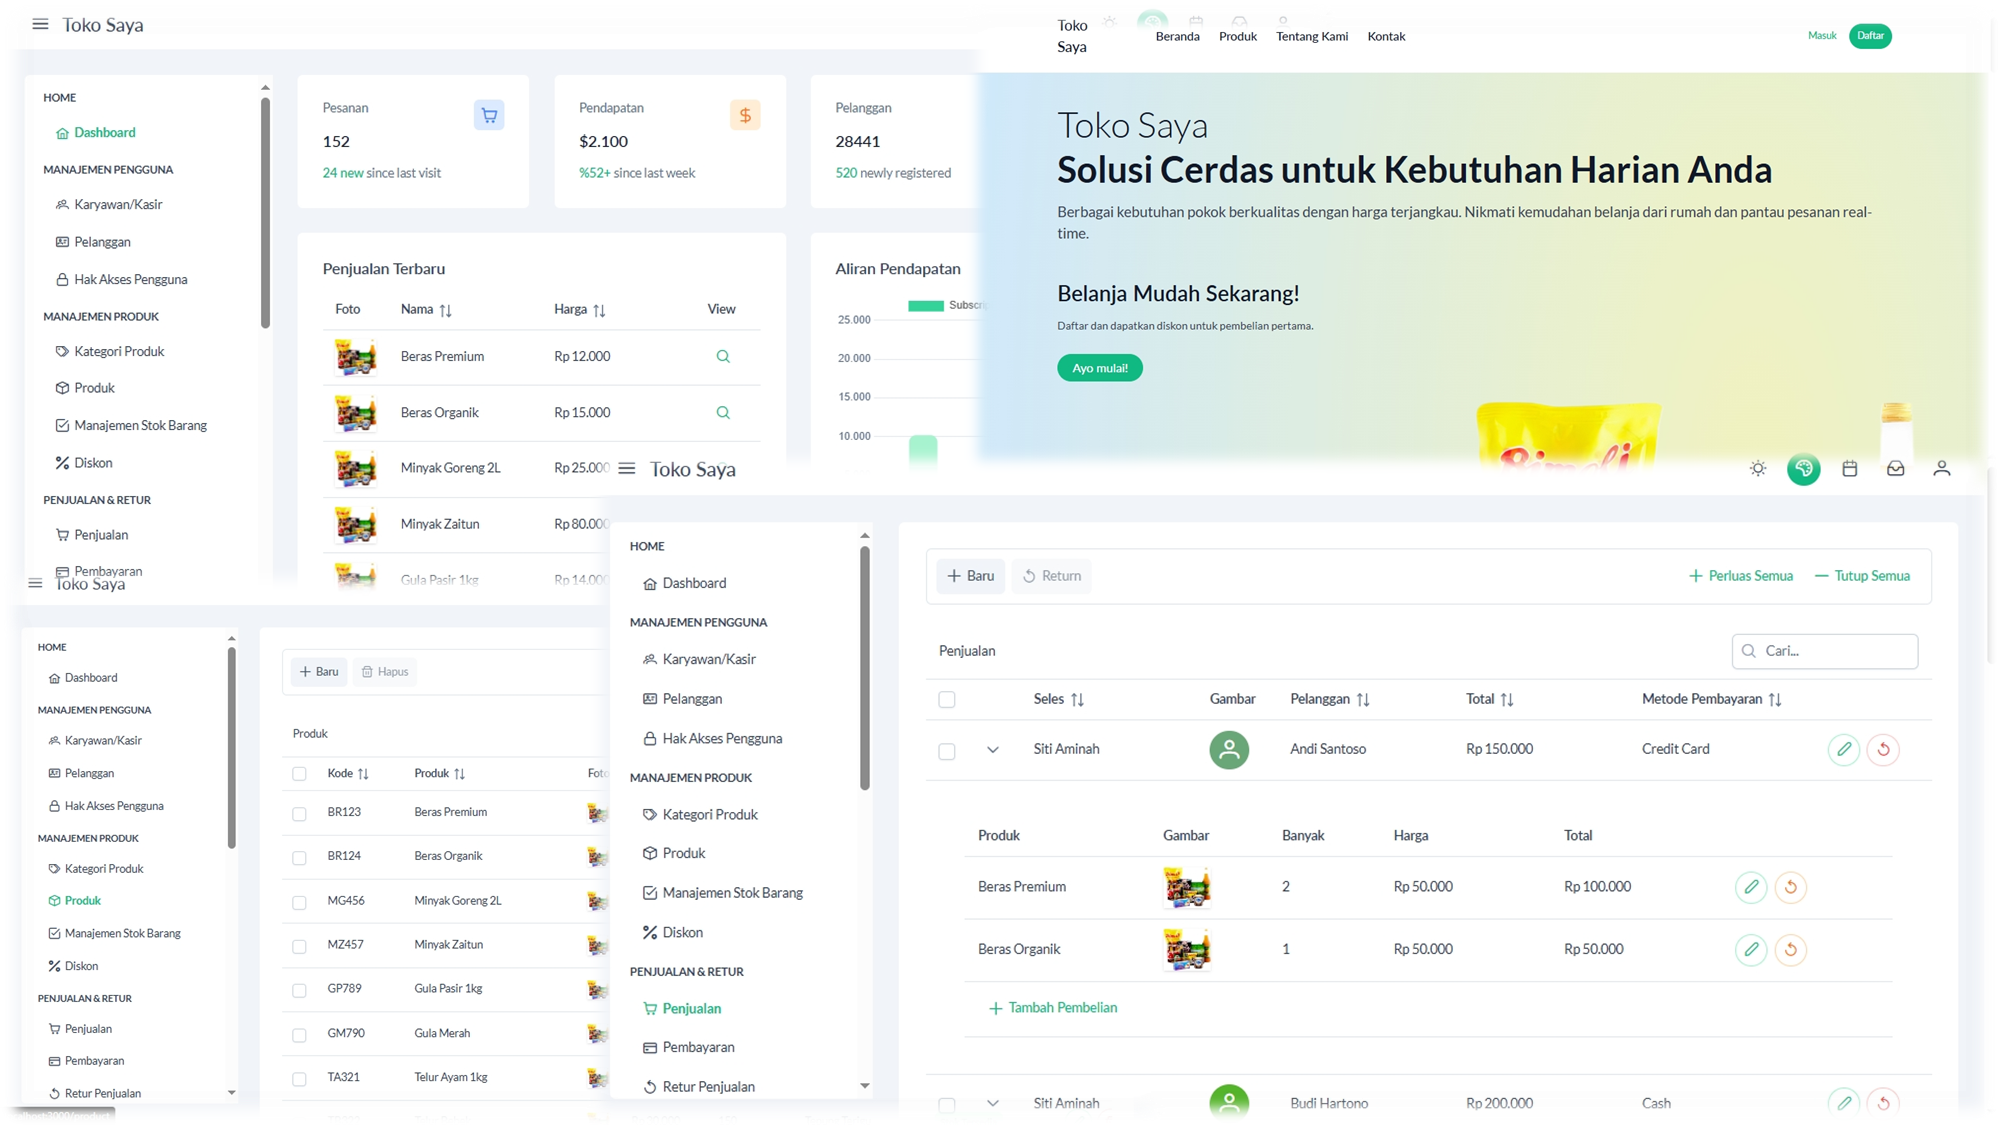 Toko Saya
HOME
Dashboard
MANAJEMEN PENGGUNA
Karyawan/Kasir
Pelanggan
Hak Akses Pengguna
MANAJEMEN PRODUK
Kategori Produk
Produk
Manajemen Stok Barang
Diskon
PENJUALAN & RETUR
Penjualan
Pembayaran
Pesanan
152
24 new since last visit
Pendapatan
$2.100
%52+ since last week
Pelanggan
28441
520 newly registered
Penjualan Terbaru
Foto Nama Harga View
Beras Premium Rp 12.000
Beras Organik Rp 15.000
Minyak Goreng 2L Rp 25.000
Minyak Zaitun Rp 80.000
Gula Pasir 1kg Rp 14.000
Aliran Pendapatan
25.000
20.000
15.000
10.000
Toko
Saya
Beranda Produk Tentang Kami Kontak
Masuk Daftar
Toko Saya
Solusi Cerdas untuk Kebutuhan Harian Anda
Berbagai kebutuhan pokok berkualitas dengan harga terjangkau. Nikmati kemudahan belanja dari rumah dan pantau pesanan real-
time.
Belanja Mudah Sekarang!
Daftar dan dapatkan diskon untuk pembelian pertama.
Ayo mulai!
Toko Saya
HOME
Dashboard
MANAJEMEN PENGGUNA
Karyawan/Kasir
Pelanggan
Hak Akses Pengguna
MANAJEMEN PRODUK
Kategori Produk
Produk
Manajemen Stok Barang
Diskon
PENJUALAN & RETUR
Penjualan
Pembayaran
Retur Penjualan
Baru Hapus
Produk
Kode Produk
BR123 Beras Premium
BR124 Beras Organik
MG456 Minyak Goreng 2L
MZ457 Minyak Zaitun
GP789 Gula Pasir 1kg
GM790 Gula Merah
TA321 Telur Ayam 1kg
Toko Saya
HOME
Dashboard
MANAJEMEN PENGGUNA
Karyawan/Kasir
Pelanggan
Hak Akses Pengguna
MANAJEMEN PRODUK
Kategori Produk
Produk
Manajemen Stok Barang
Diskon
PENJUALAN & RETUR
Penjualan
Pembayaran
Retur Penjualan
Baru Return Perluas Semua Tutup Semua
Penjualan Cari...
Seles Gambar Pelanggan Total Metode Pembayaran
Siti Aminah Andi Santoso Rp 150.000 Credit Card
Produk Gambar Banyak Harga Total
Beras Premium 2 Rp 50.000 Rp 100.000
Beras Organik 1 Rp 50.000 Rp 50.000
Tambah Pembelian
Siti Aminah Budi Hartono Rp 200.000 Cash